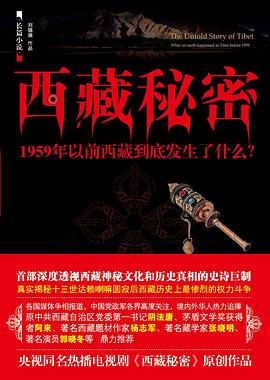 长篇小说
刘德濒 作品
The Untold Story of Tibet
What on earth happened in Tibet before 1959
西藏秘密
1959年以前西藏到底发生了什么？
首部深度透视西藏神秘文化和历史真相的史诗巨制
真实揭秘十三世达赖喇嘛圆寂后西藏历史上最惨烈的权力斗争
各国媒体争相报道，中国党政军各界高度关注，境内外华人热力追捧
原中共西藏自治区党委第一书记阴法唐、茅盾文学奖获得
者阿来、著名西藏题材作家杨志军、著名藏学家张晓明、
著名演员郭晓冬等 鼎力推荐
央视同名热播电视剧《西藏秘密》原创作品